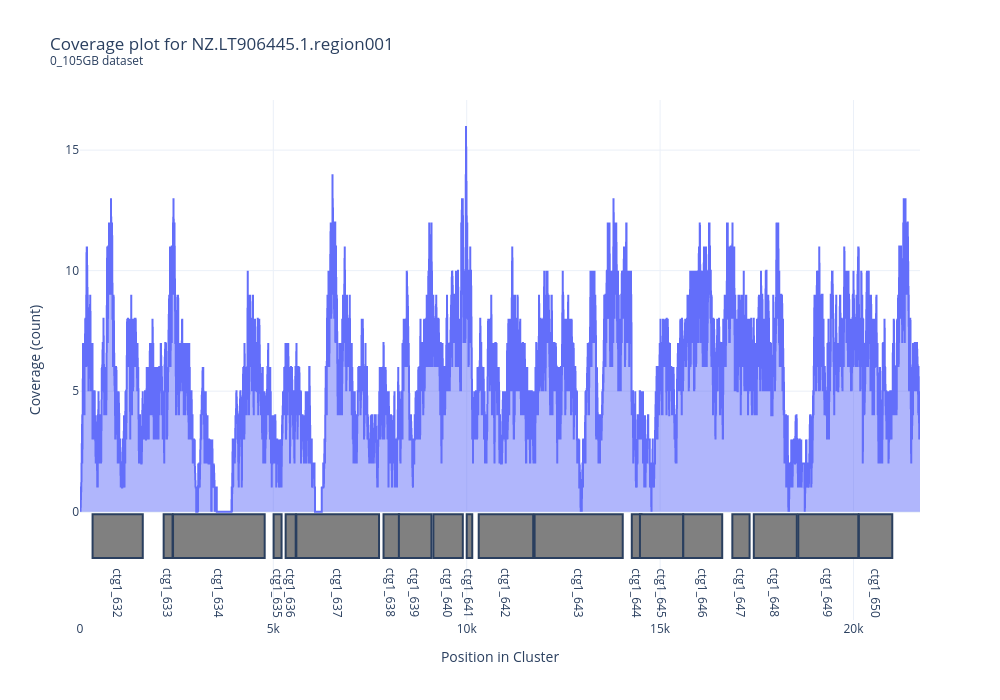 Coverage plot for NZ.LT906445.1.region001
0_105GB dataset
Coverage (count)
15
10
5
0
ctg1_632
ctg1_633
ctg1_634
ctg1_635
ctg1_636
ctg1_637
ctg1_638
ctg1_639
ctg1_640
ctg1_641
ctg1_642
ctg1_643
ctg1_644
ctg1_645
ctg1_646
ctg1_647
ctg1_648
ctg1_649
ctg1_650
0 5k 10k 15k 20k
Position in Cluster